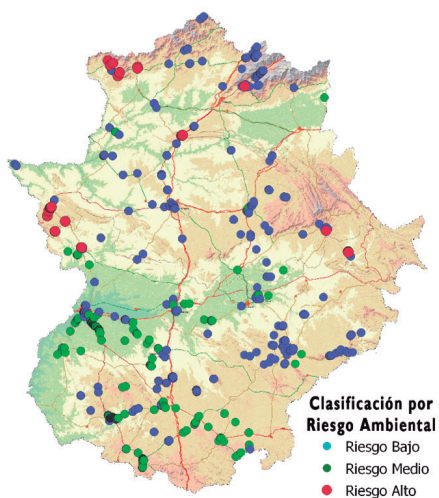 Clasificación por
Riesgo Ambiental
Riesgo Bajo
Riesgo Medio
Riesgo Alto